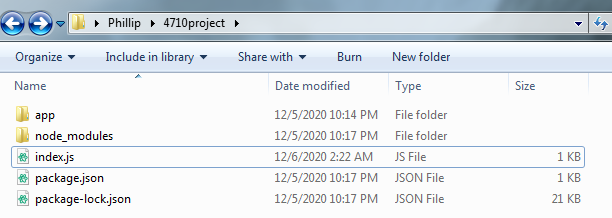 Phillip 4710project
Organize Include in library Share with Burn New folder
Name Date modified Type Size
app 12/5/2020 10:14 PM File folder
node_modules 12/5/2020 10:17 PM File folder
index.js 12/6/2020 2:22 AM JS File 1 KB
package.json 12/5/2020 10:17 PM JSON File 1 KB
package-lock.json 12/5/2020 10:17 PM JSON File 21 KB